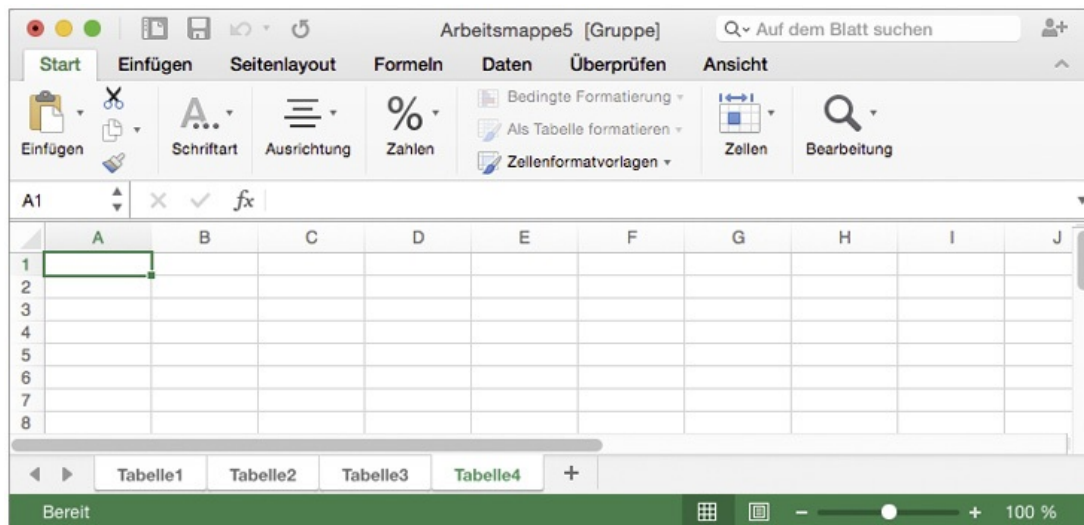 Arbeitsmappe5 [Gruppe]
Auf dem Blatt suchen
Start Einfügen Seitenlayout Formeln Daten Überprüfen Ansicht
Einfügen
A...
Schriftart
Ausrichtung
%
Zahlen
Bedingte Formatierung
Als Tabelle formatieren
Zellenformatvorlagen
Zellen
Bearbeitung
A1 fx
A B C D E F G H I J
1
2
3
4
5
6
7
8
Tabelle1 Tabelle2 Tabelle3 Tabelle4 +
Bereit − + 100 %